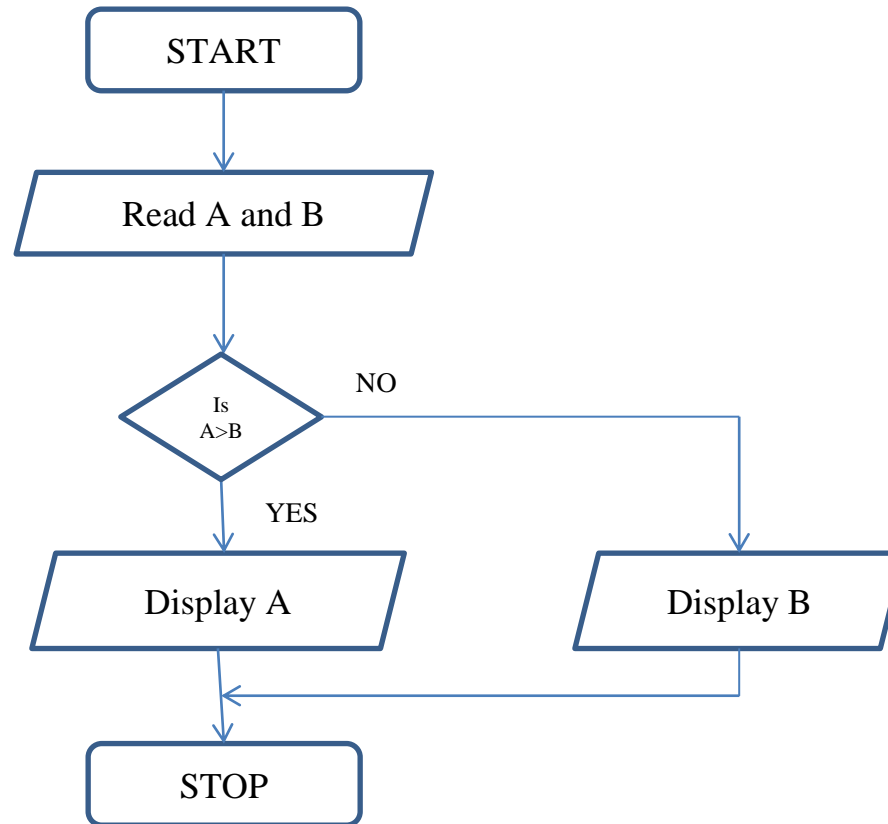 START
Read A and B
NO
Is
A>B
YES
Display A
Display B
STOP